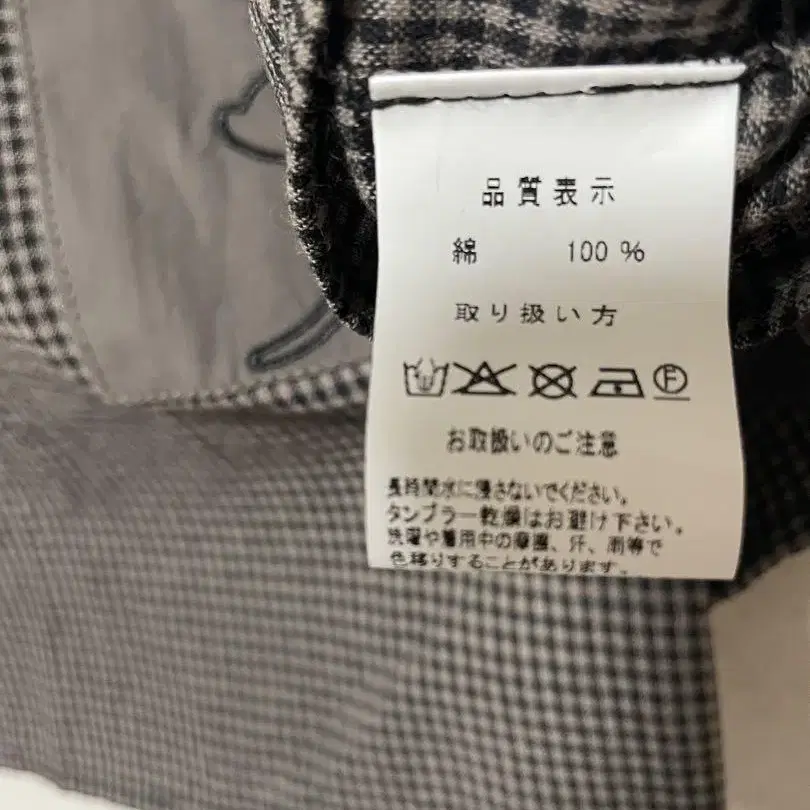 品質表示
綿 100%
取り扱い方
F
お取扱いのご注意
長時間水に浸さないでください。
タンブラー乾燥はお避け下さい。
洗濯や着用中の摩擦、汗、雨等で
色移りすることがあります。